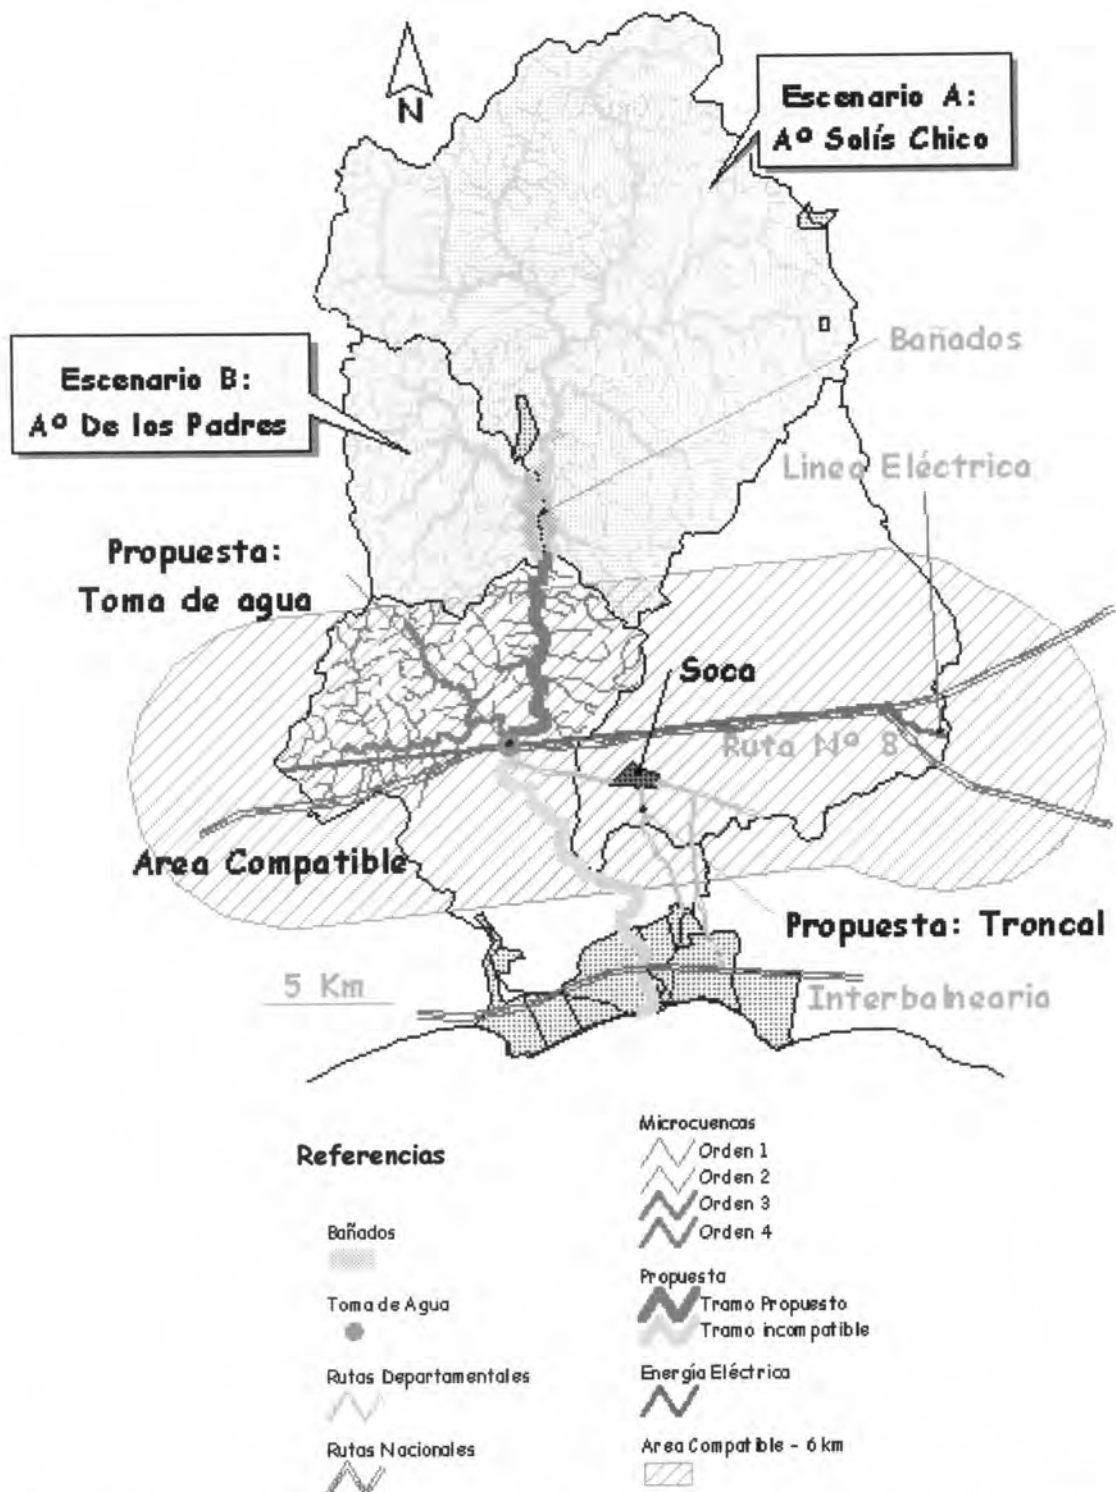 Escenario A:
Aº Solís Chico
N
Bañados
Escenario B:
Aº De los Padres
Linea Eléctrica
Propuesta:
Toma de agua
Soca
Ruta Nº 8
Area Compatible
Propuesta: Troncal
5 Km
Interbalnearia
Referencias
Bañados
Toma de Agua
Rutas Departamentales
Rutas Nacionales
Microcuencas
Orden 1
Orden 2
Orden 3
Orden 4
Propuesta
Tramo Propuesto
Tramo incompatible
Energía Eléctrica
Area Compatible - 6 km